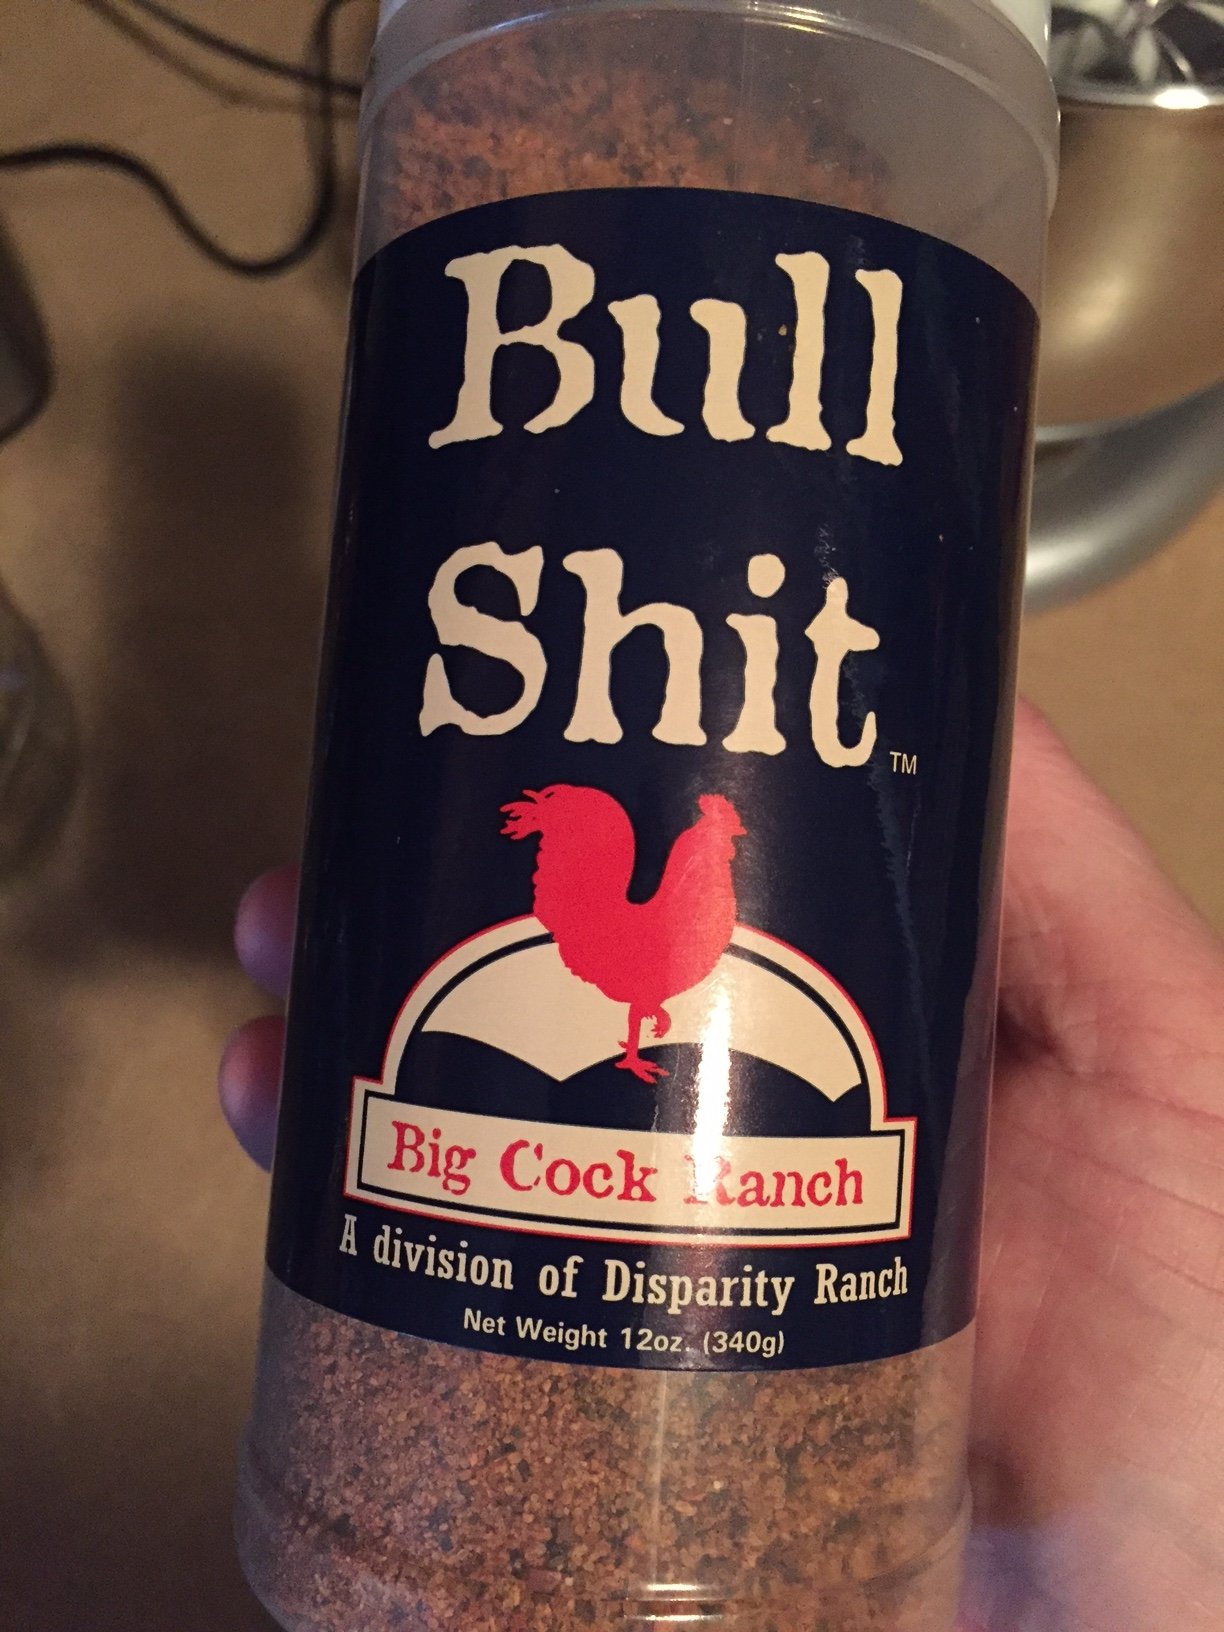 Bull
Shit™
Big Cock Ranch
A division of Disparity Ranch
Net Weight 12oz. (340g)